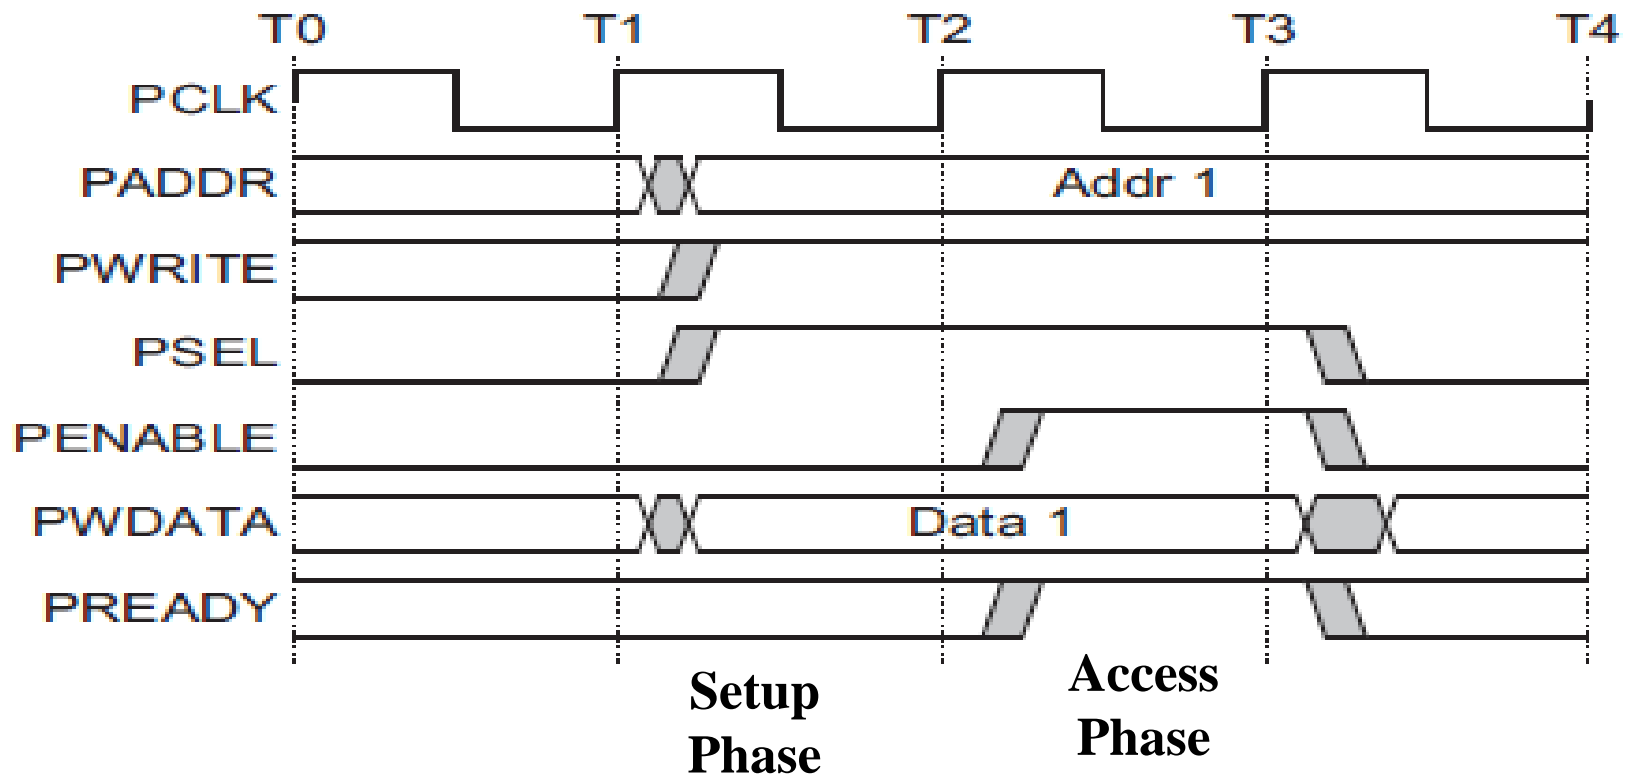 T0 T1 T2 T3 T4
PCLK
PADDR Addr 1
PWRITE
PSEL
PENABLE
PWDATA Data 1
PREADY
Setup Phase
Access Phase